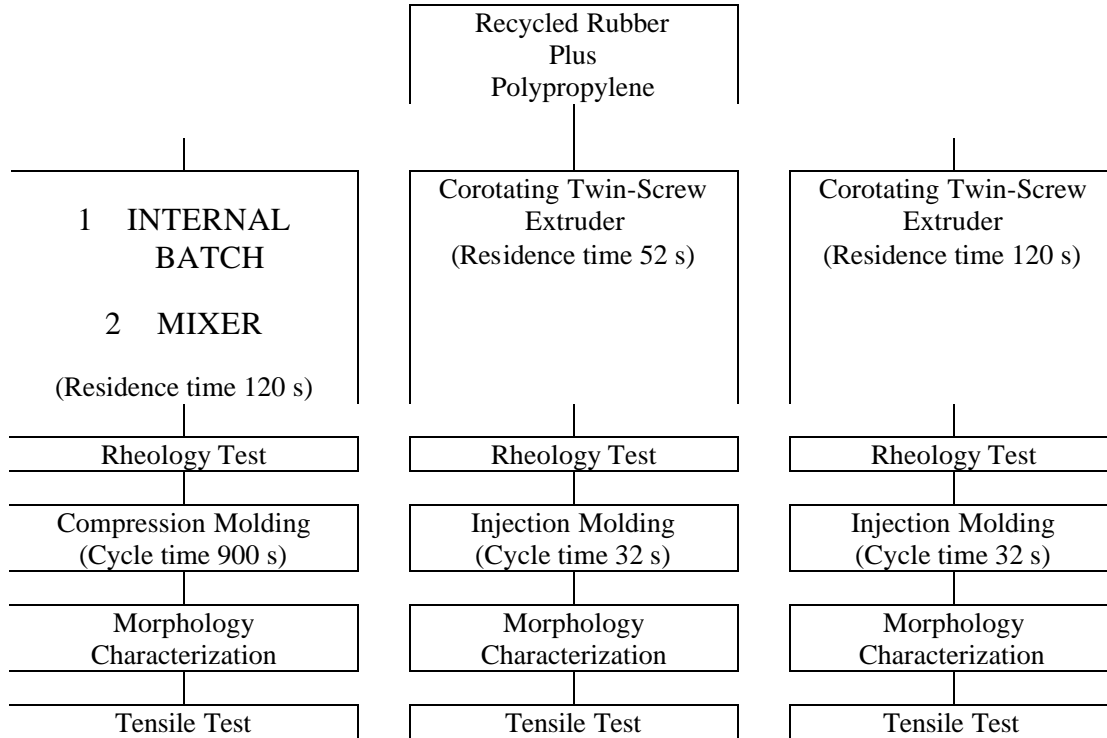 Recycled Rubber
Plus
Polypropylene
1 INTERNAL
BATCH
2 MIXER
(Residence time 120 s)
Corotating Twin-Screw
Extruder
(Residence time 52 s)
Corotating Twin-Screw
Extruder
(Residence time 120 s)
Rheology Test
Rheology Test
Rheology Test
Compression Molding
(Cycle time 900 s)
Injection Molding
(Cycle time 32 s)
Injection Molding
(Cycle time 32 s)
Morphology
Characterization
Morphology
Characterization
Morphology
Characterization
Tensile Test
Tensile Test
Tensile Test